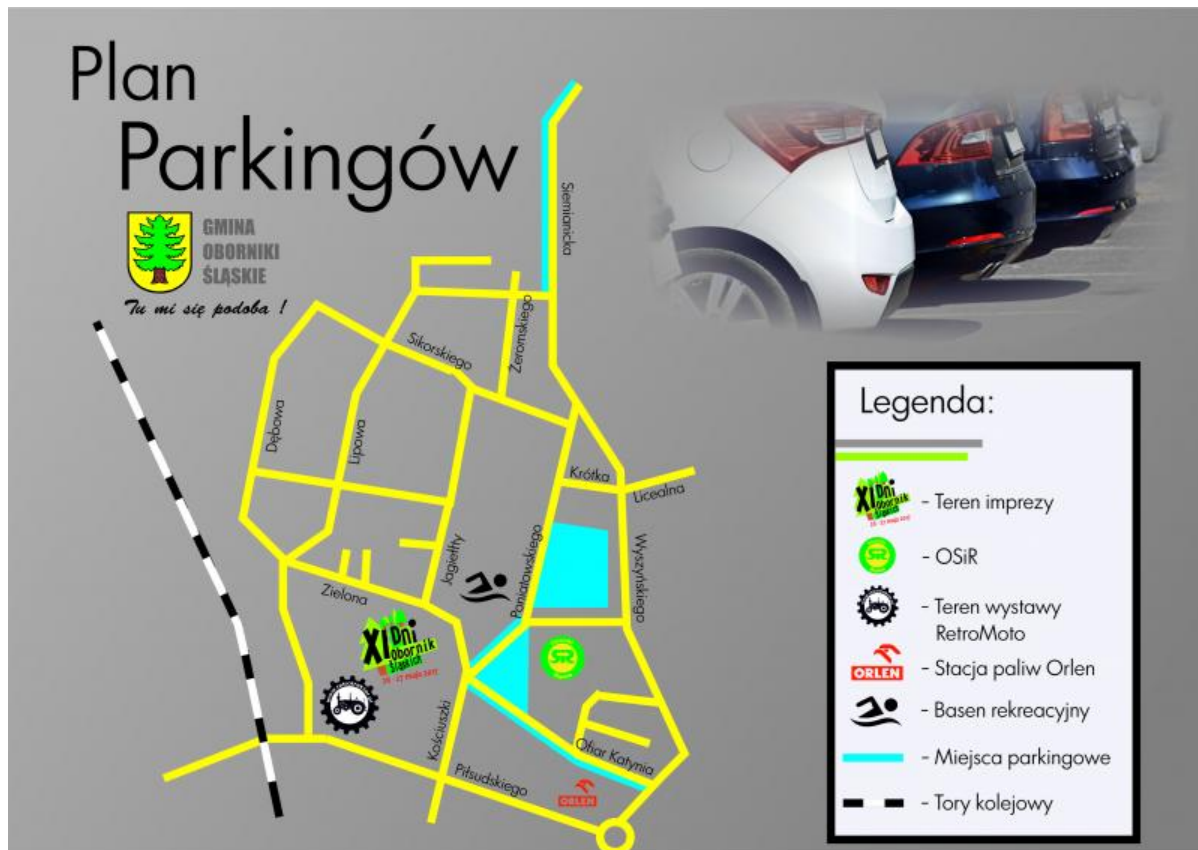 Plan
Parkingów
GMINA
OBORNIKI
ŚLĄSKIE
Tu mi się podoba !
Siemianicka
Sikorskiego
Żeromskiego
Dębowa
Lipowa
Krótka
Licealna
Jagiełły
Poniatowskiego
Wyszyńskiego
Zielona
XI Dni
Obornik
Śląskich
Kościuszki
Ofiar Katynia
Piłsudskiego
ORLEN
Legenda:
XI Dni
Obornik
Śląskich
- Teren imprezy
- OSiR
- Teren wystawy
RetroMoto
ORLEN
- Stacja paliw Orlen
- Basen rekreacyjny
- Miejsca parkingowe
- Tory kolejowy